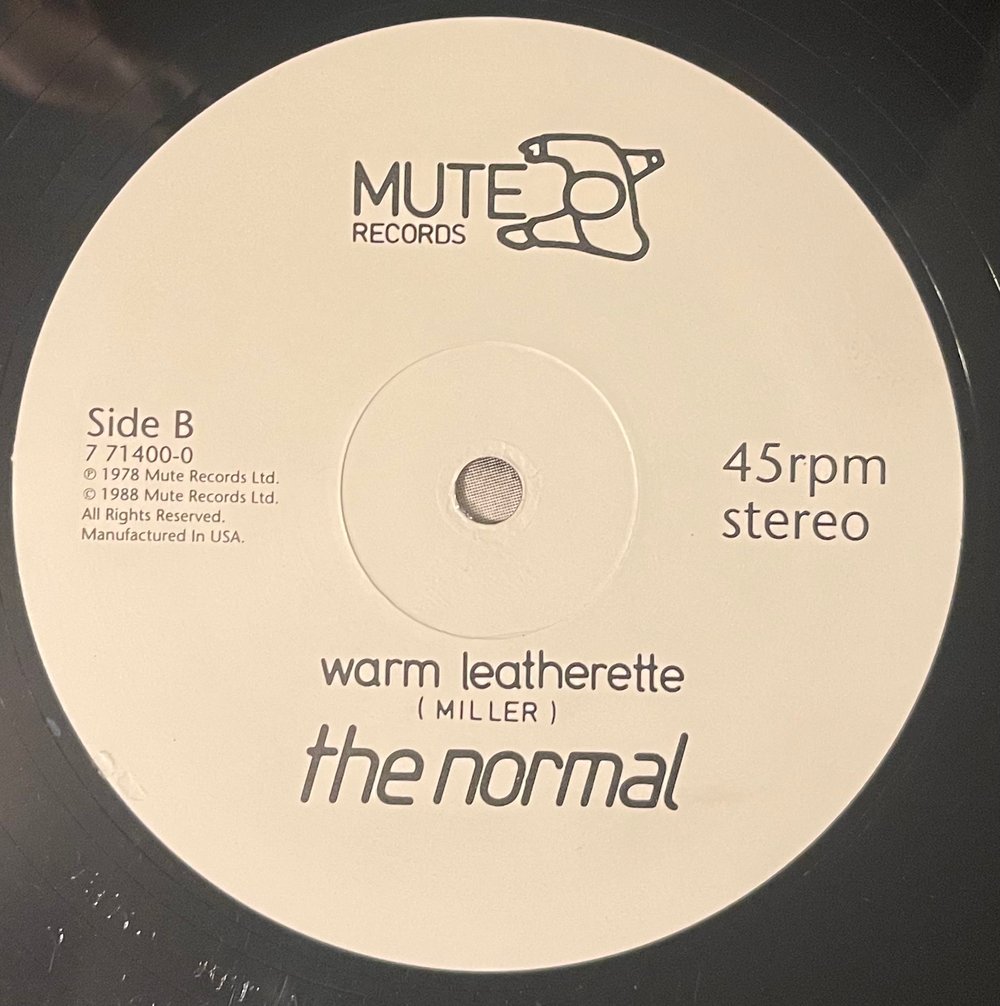 MUTE
RECORDS
Side B
7 71400-0
℗ 1978 Mute Records Ltd.
© 1988 Mute Records Ltd.
All Rights Reserved.
Manufactured In USA.
45rpm
stereo
warm leatherette
( MILLER )
the normal